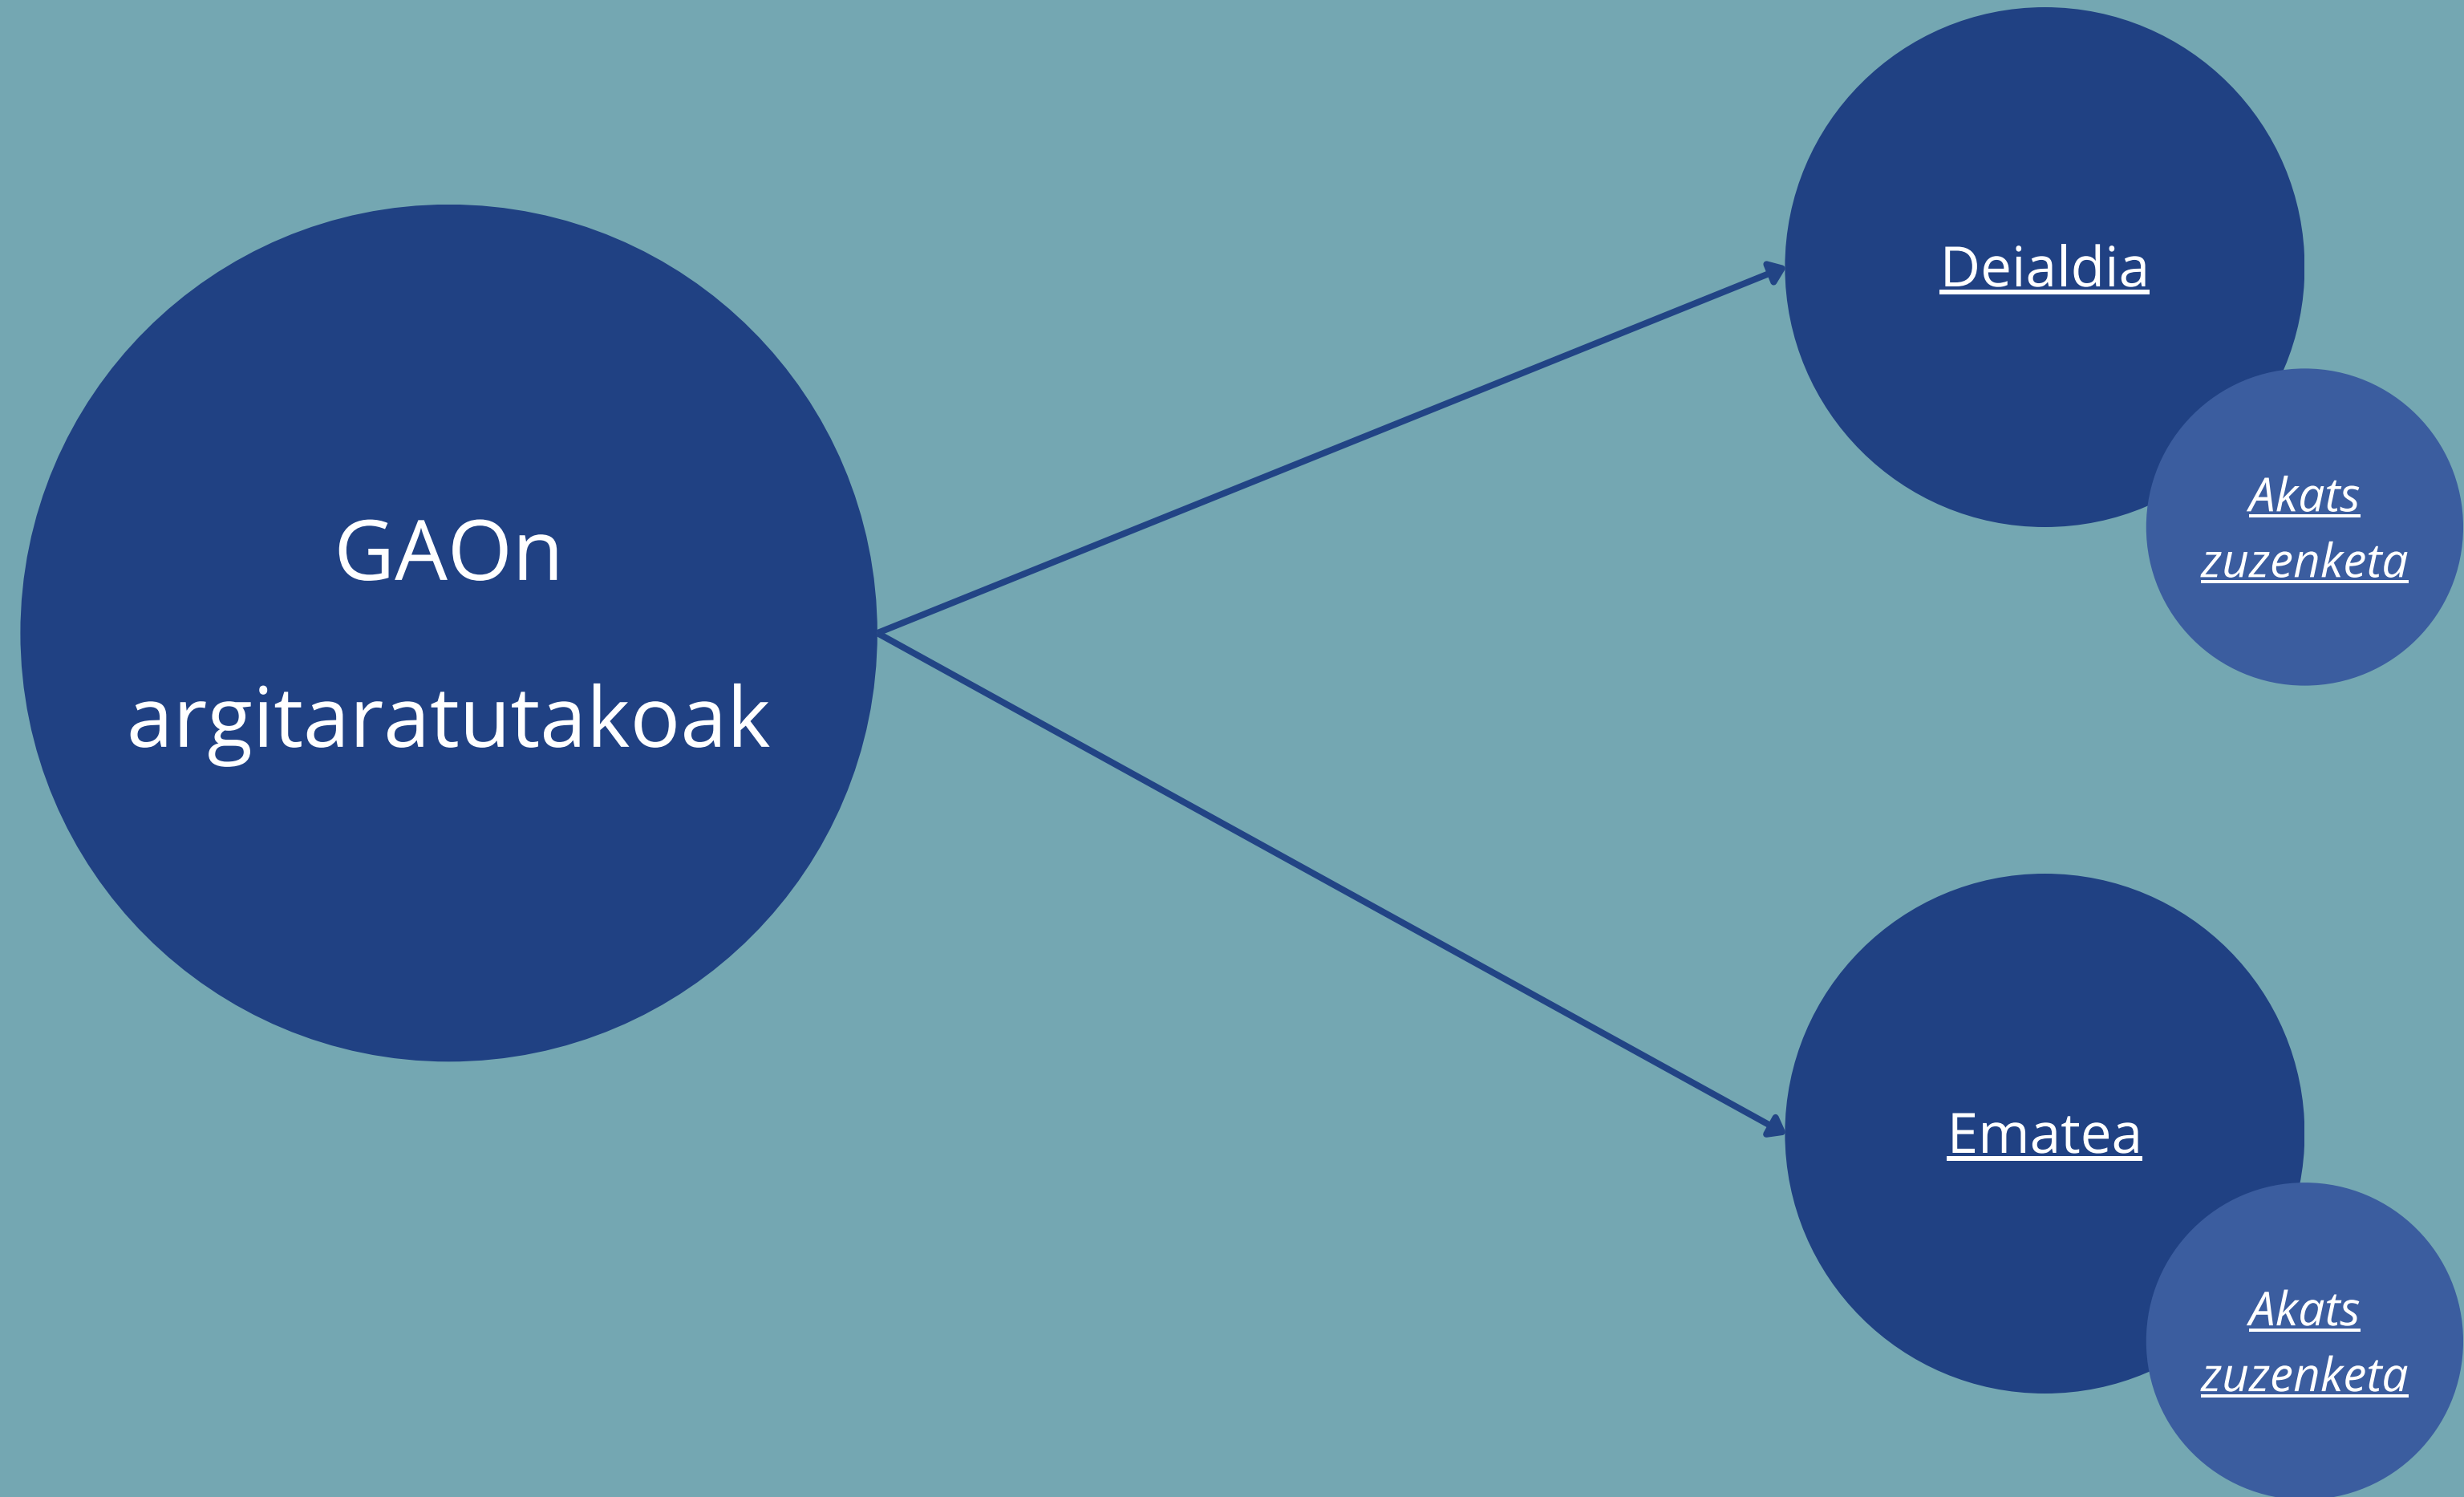 GAOn
argitaratutakoak
Deialdia
Akats
zuzenketa
Ematea
Akats
zuzenketa